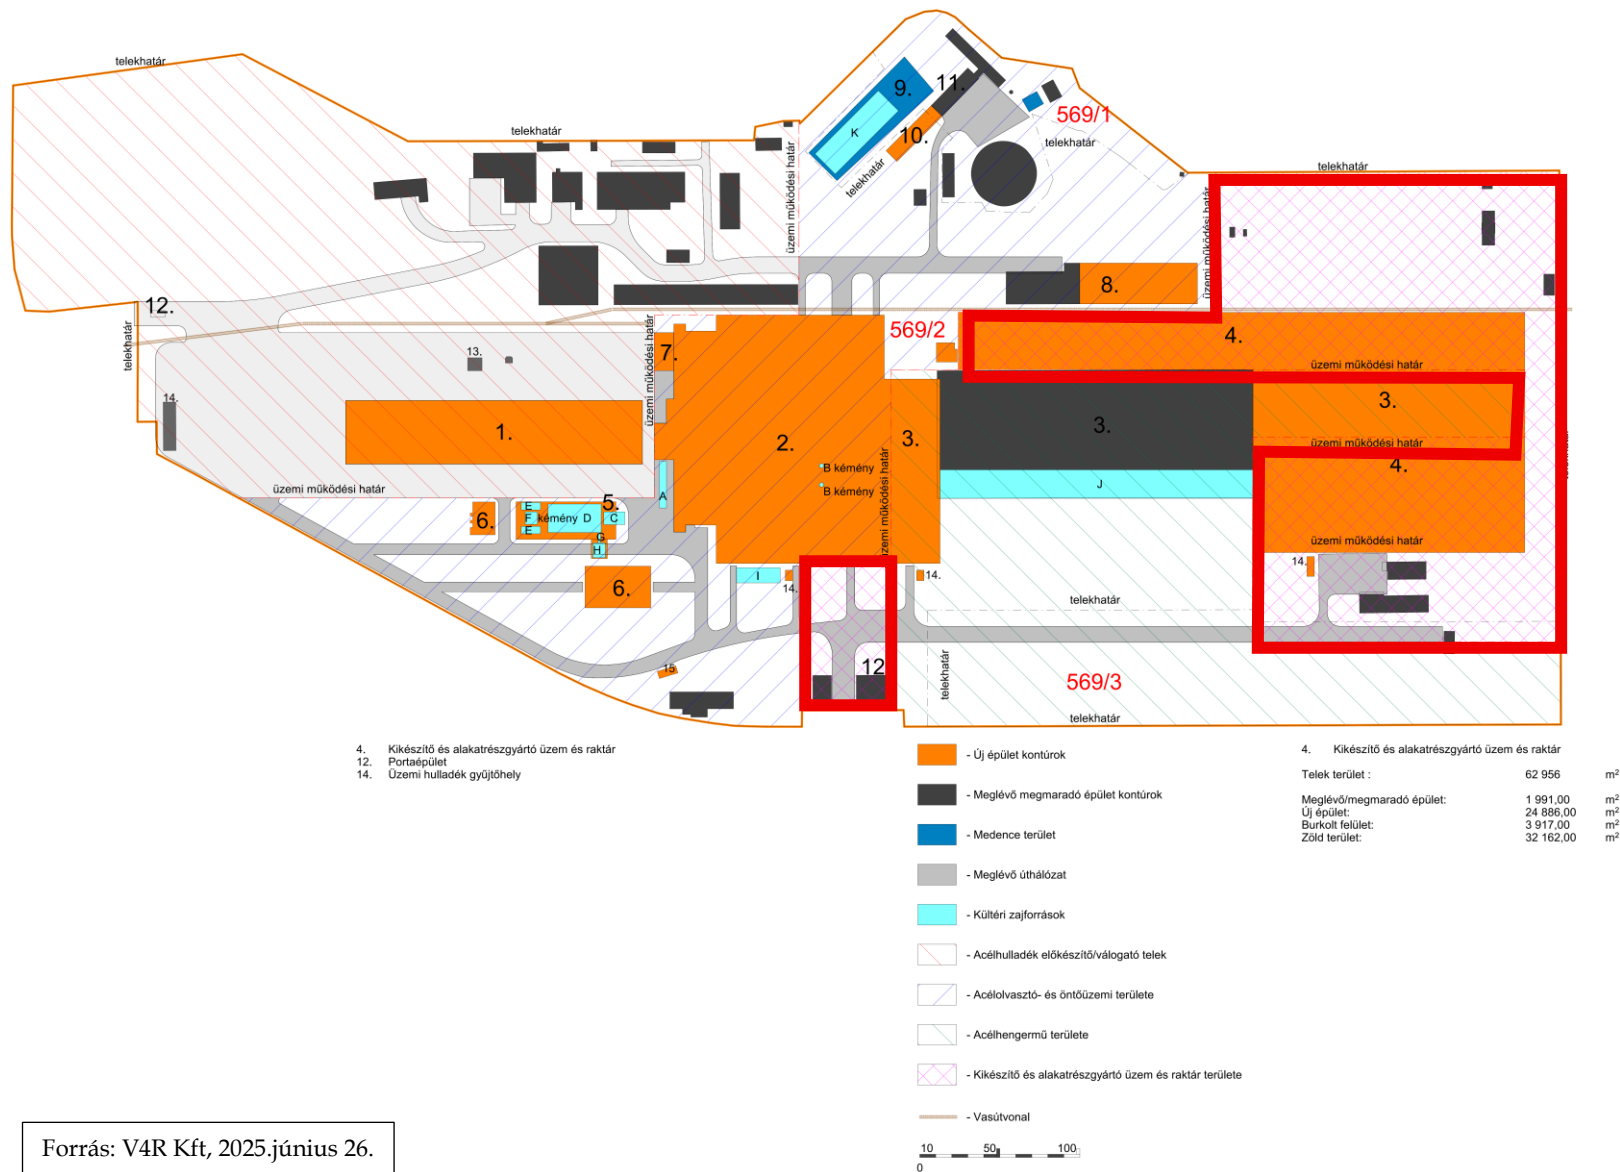 telekhatár
telekhatár
telekhatár
telekhatár
telekhatár
telekhatár
üzemi működési határ
üzemi működési határ
569/1
9.
11.
K
10.
12.
8.
569/2
4.
üzemi működési határ
telekhatár
13.
14.
7.
üzemi működési határ
1.
2.
3.
3.
3.
üzemi működési határ
4.
B kémény
B kémény
üzemi működési határ
J
A
üzemi működési határ
5.
6.
E
F
E
kémény
D
C
G
H
6.
I
14.
14.
14.
üzemi működési határ
telekhatár
telekhatár
12
15
569/3
telekhatár
4. Kikészítő és alakatrészgyártó üzem és raktár
12. Portaépület
14. Üzemi hulladék gyűjtőhely
- Új épület kontúrok
- Meglévő megmaradó épület kontúrok
- Medence terület
- Meglévő úthálózat
- Kültéri zajforrások
- Acélhulladék előkészítő/válogató telek
- Acélolvasztó- és öntőüzemi területe
- Acélhengermű területe
- Kikészítő és alakatrészgyártó üzem és raktár területe
- Vasútvonal
10 50 100
0
4. Kikészítő és alakatrészgyártó üzem és raktár
Telek terület : 62 956 m²
Meglévő/megmaradó épület: 1 991,00 m²
Új épület: 24 886,00 m²
Burkolt felület: 3 917,00 m²
Zöld terület: 32 162,00 m²
Forrás: V4R Kft, 2025.június 26.